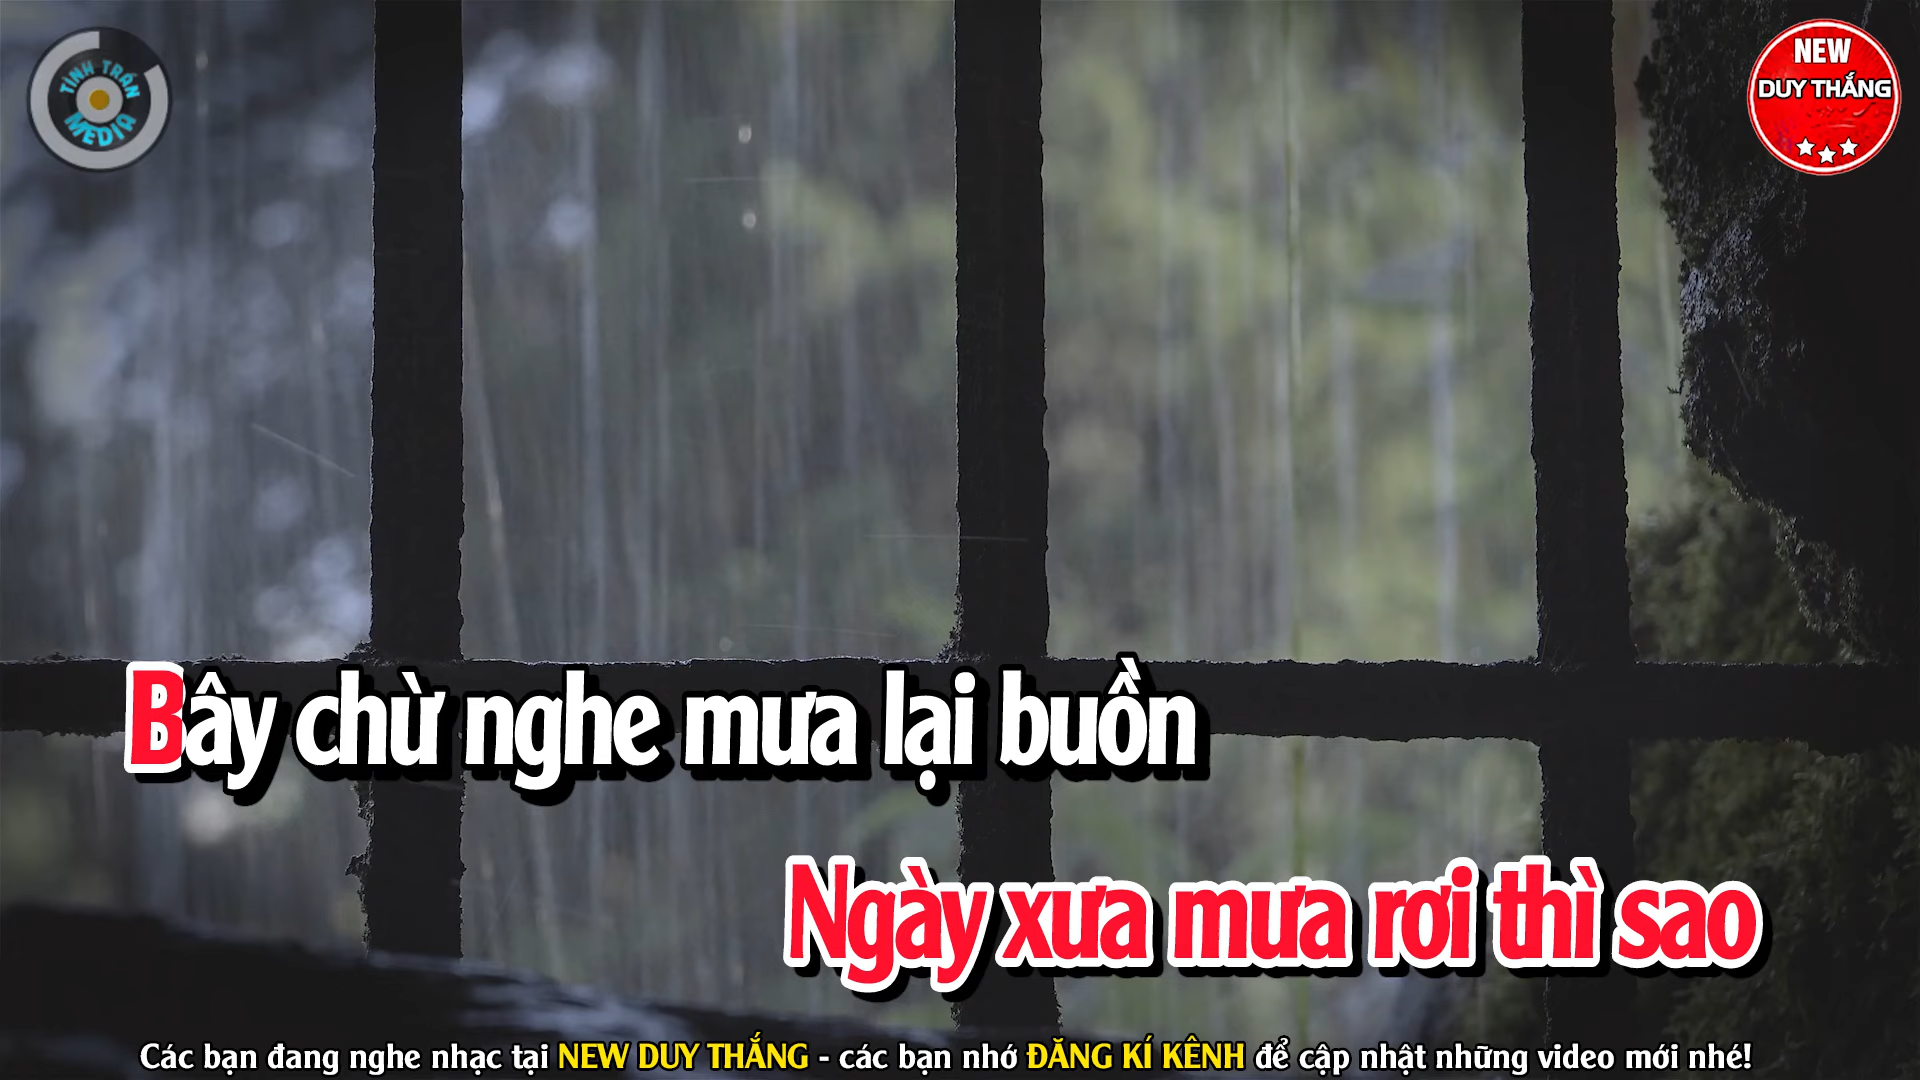 TÌNH TRẦN
MEDIA
NEW
DUY THẮNG
Bây chừ nghe mưa lại buồn
Ngày xưa mưa rơi thì sao
Các bạn đang nghe nhạc tại NEW DUY THẮNG - các bạn nhớ ĐĂNG KÍ KÊNH để cập nhật những video mới nhé!